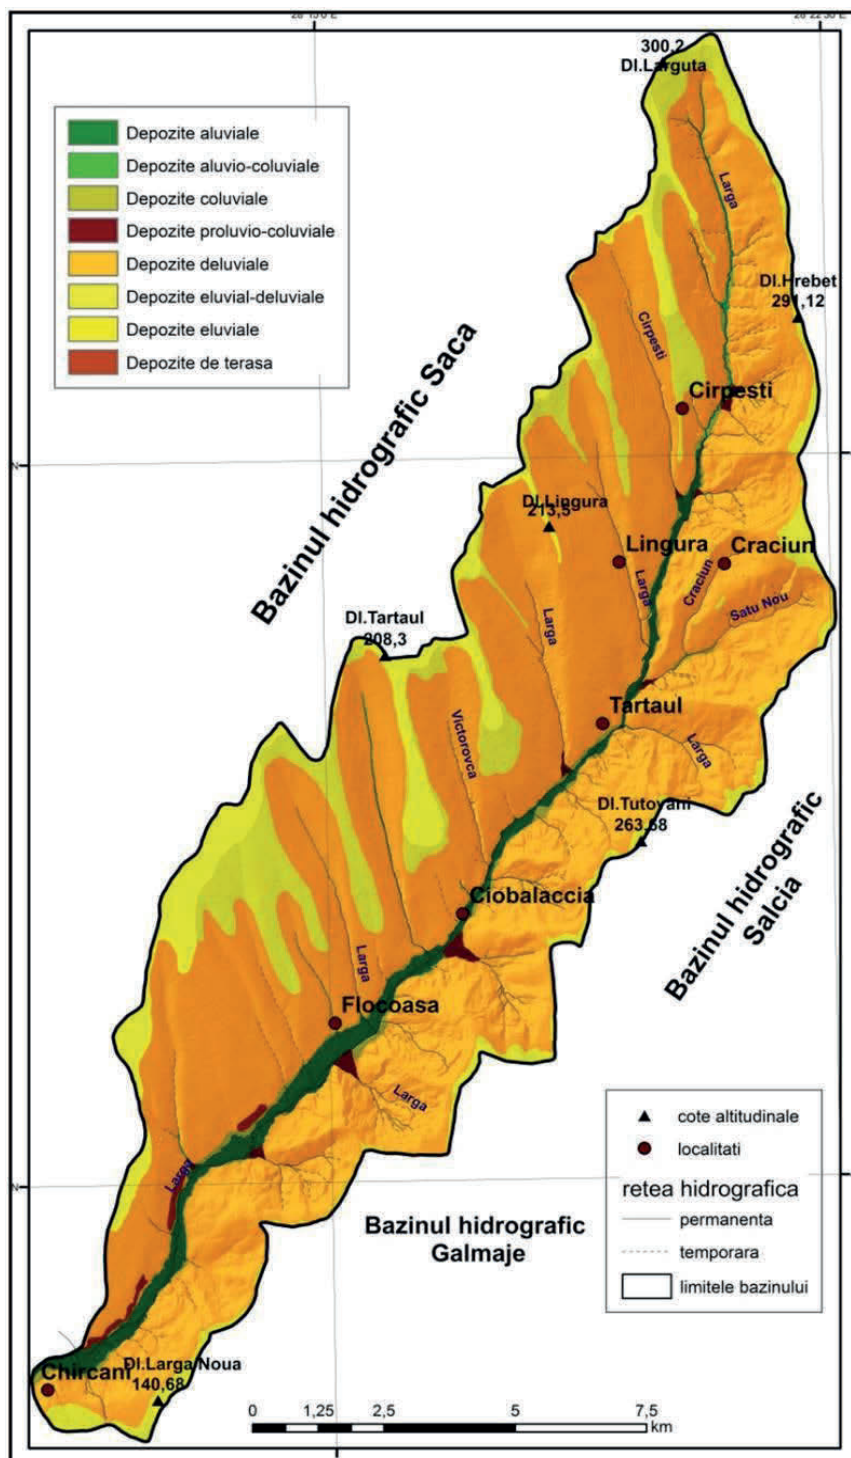 300,2
Dl.Larguta
Depozite aluviale
Depozite aluvio-coluviale
Depozite coluviale
Depozite proluvio-coluviale
Depozite deluviale
Depozite eluvial-deluviale
Depozite eluviale
Depozite de terasa
Larga
Dl.Hrebet
291,12
Cirpesti
Cirpesti
Bazinul hidrografic Saca
Dl.Lingura
213,5
Lingura
Craciun
Larga
Craciun
Satu Nou
Larga
Dl.Tartaul
208,3
Tartaul
Victorovca
Larga
Dl.Tutovani
263,58
Bazinul hidrografic
Salcia
Ciobalaccia
Larga
Flocoasa
Larga
Larga
Bazinul hidrografic
Galmaje
cote altitudinale
localitati
retea hidrografica
permanenta
temporara
limitele bazinului
Dl.Larga Noua
140,68
Chircani
0 1,25 2,5 5 7,5
km